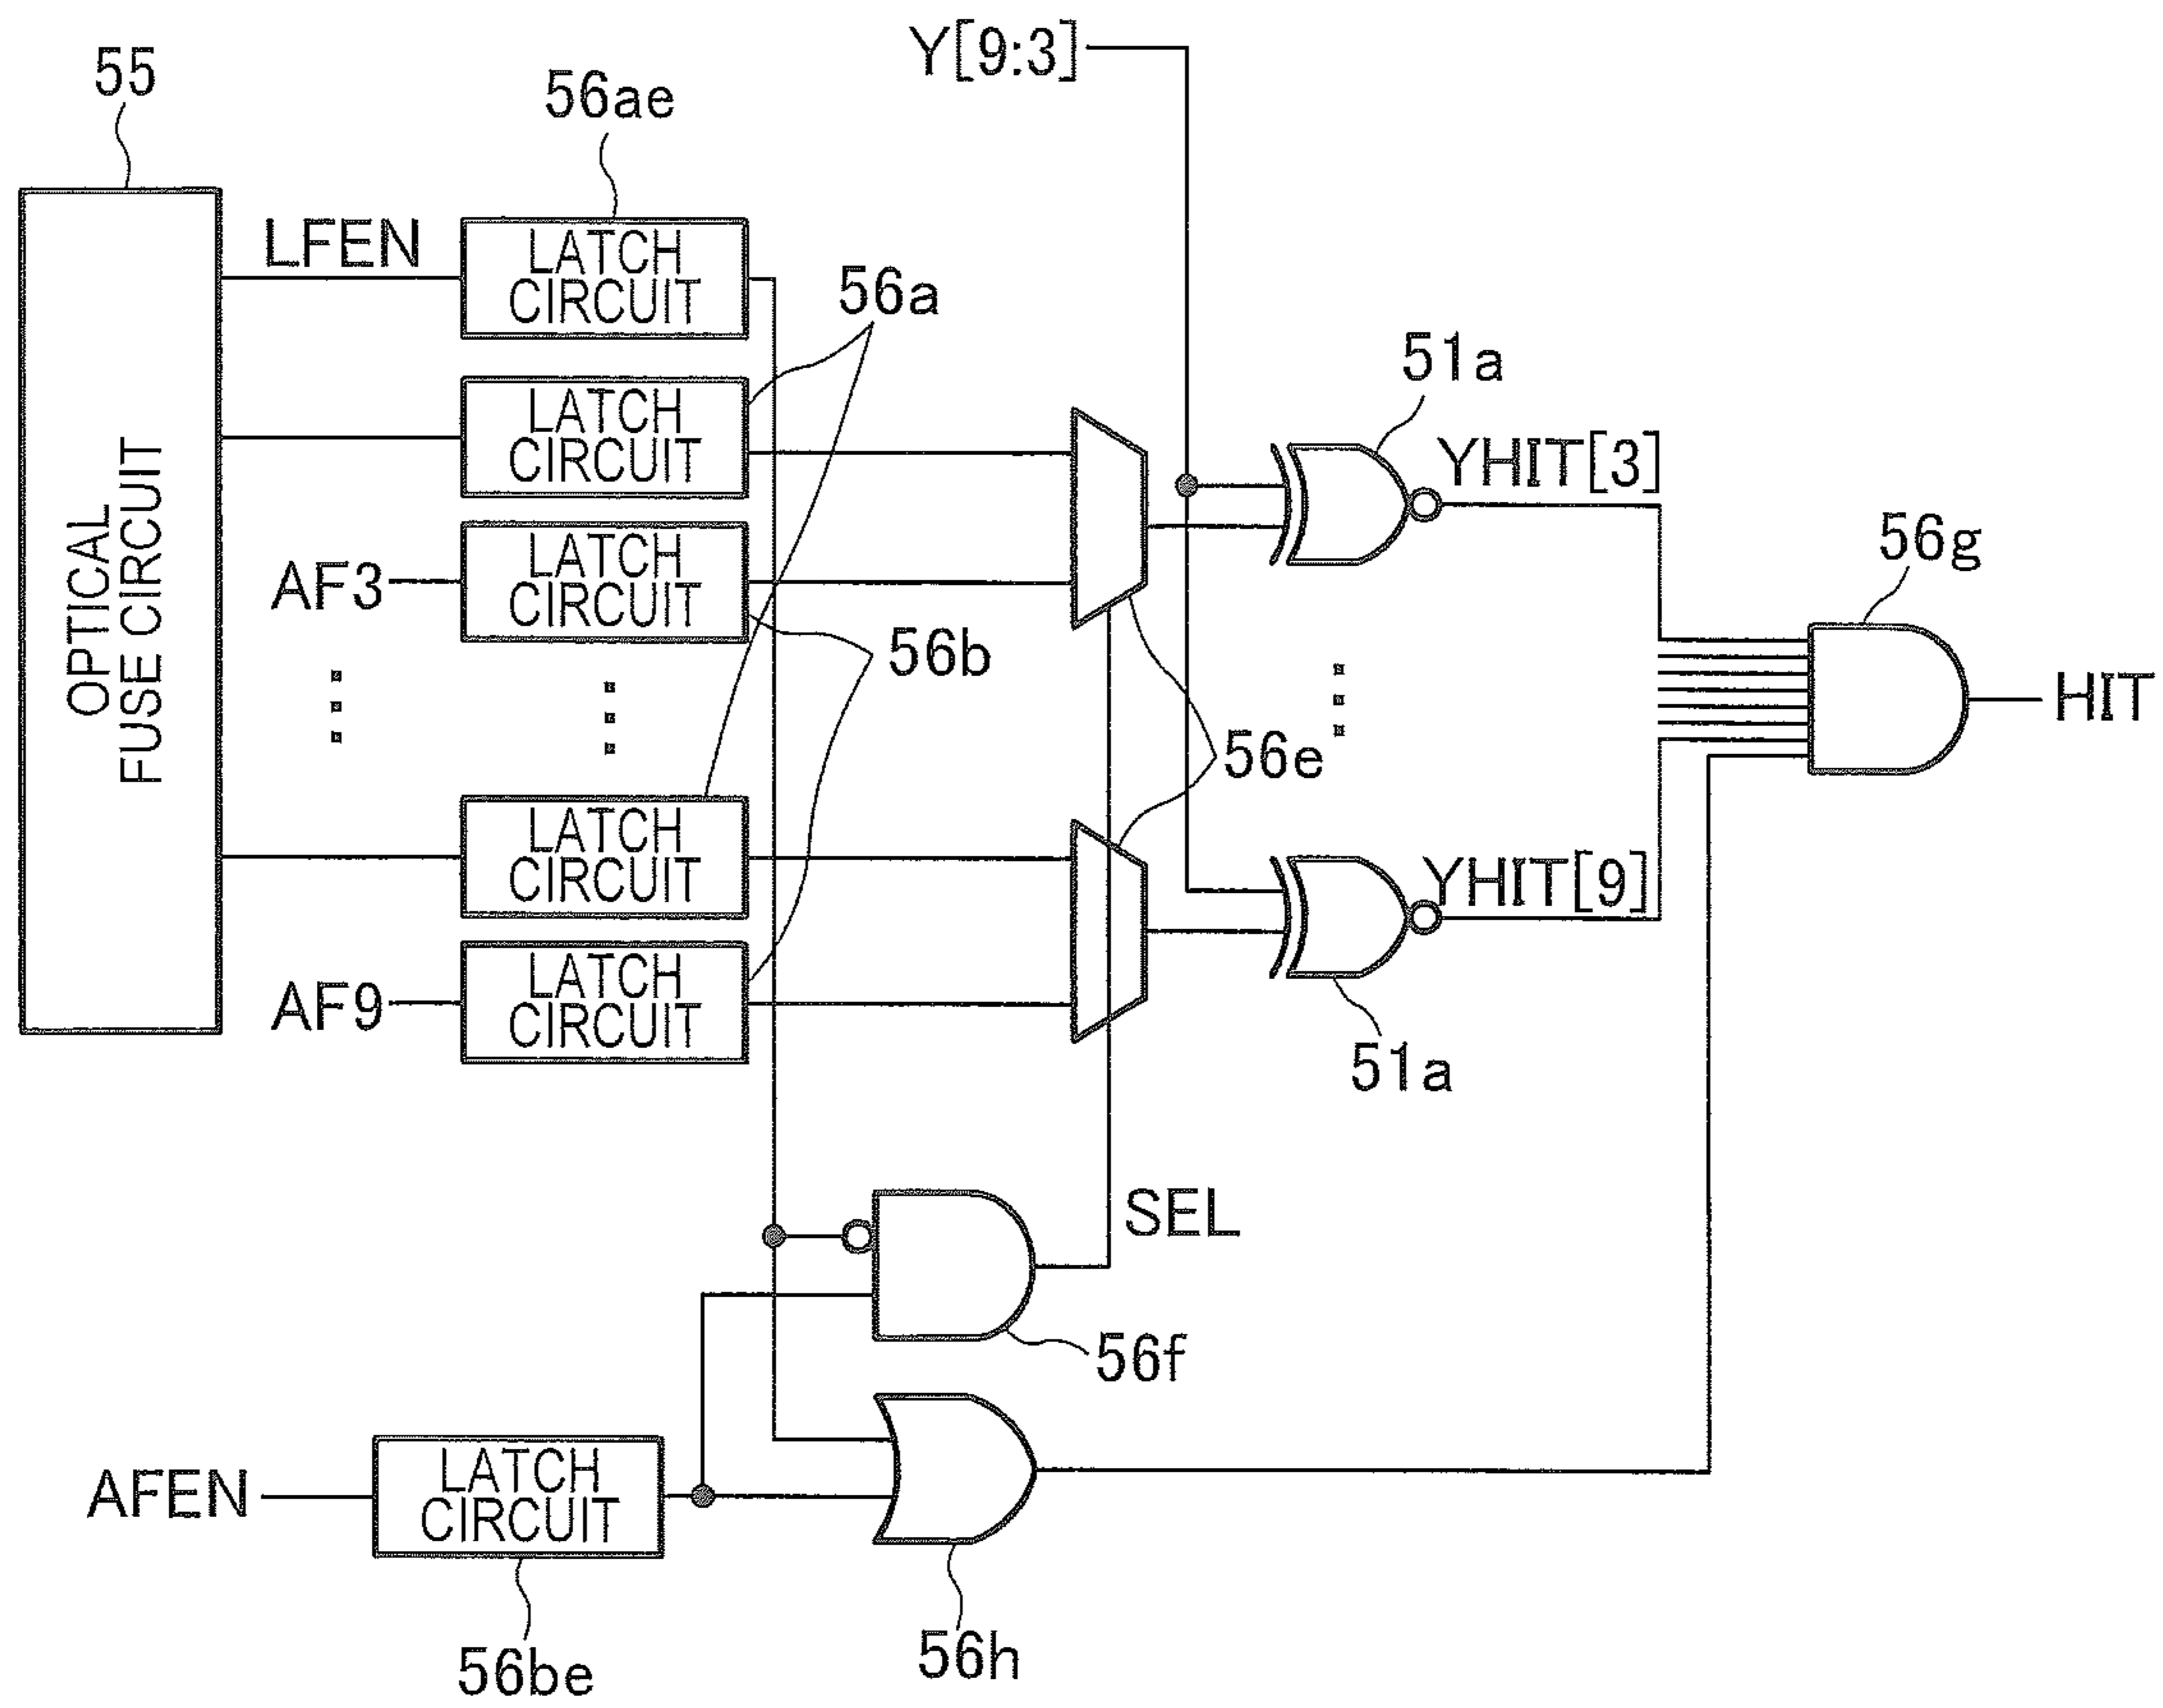 Y[9:3]
55
56ae
LFEN
LATCH
CIRCUIT
56a
51a
LATCH
CIRCUIT
YHIT[3]
OPTICAL
FUSE CIRCUIT
56g
AF3
LATCH
CIRCUIT
56b
HIT
56e
LATCH
CIRCUIT
YHIT[9]
AF9
LATCH
CIRCUIT
51a
SEL
56f
AFEN
LATCH
CIRCUIT
56be
56h